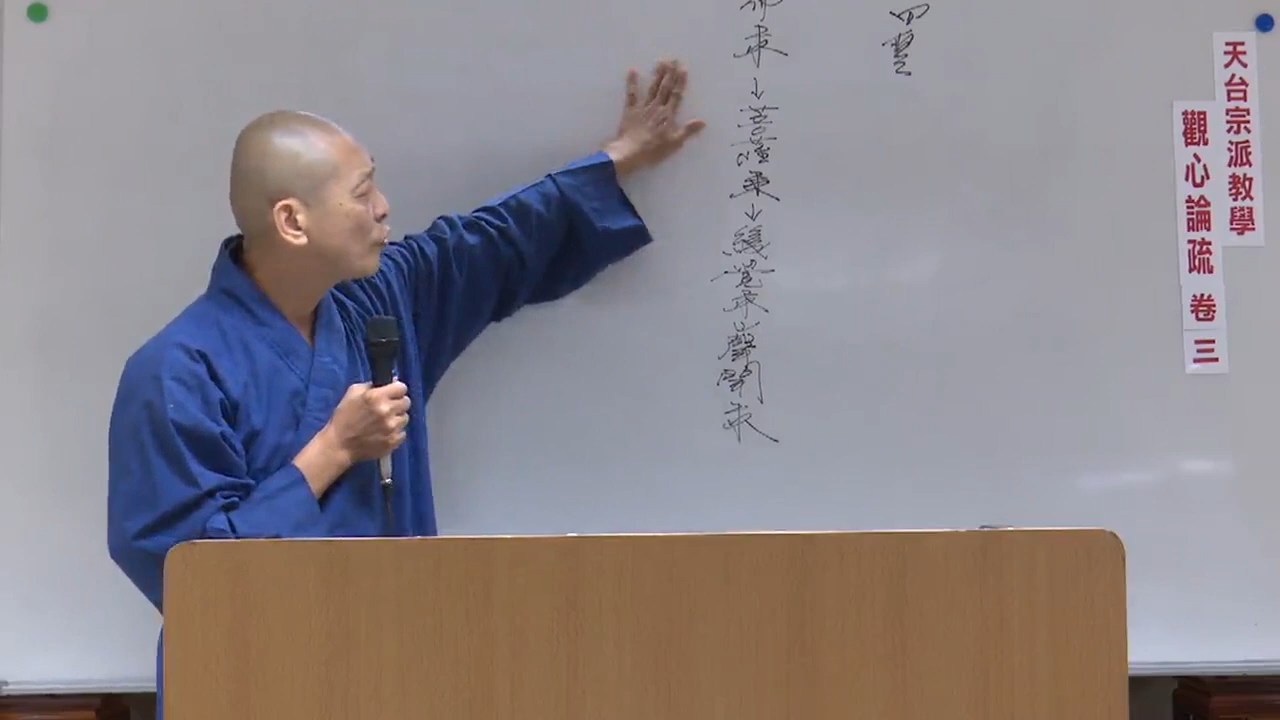 天台宗派教學
觀心論疏 卷三
乘→菩薩乘→緣覺乘聲聞乘